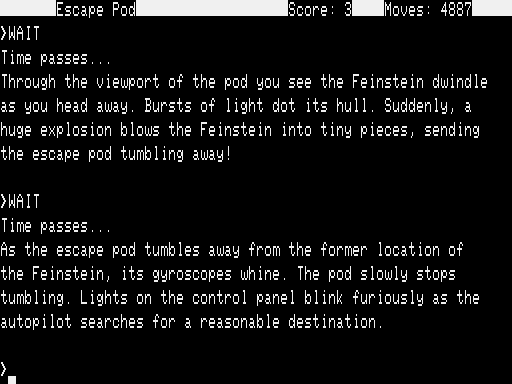 Escape Pod Score: 3 Moves: 4887
>WAIT
Time passes...
Through the viewport of the pod you see the Feinstein dwindle
as you head away. Bursts of light dot its hull. Suddenly, a
huge explosion blows the Feinstein into tiny pieces, sending
the escape pod tumbling away!
>WAIT
Time passes...
As the escape pod tumbles away from the former location of
the Feinstein, its gyroscopes whine. The pod slowly stops
tumbling. Lights on the control panel blink furiously as the
autopilot searches for a reasonable destination.
>